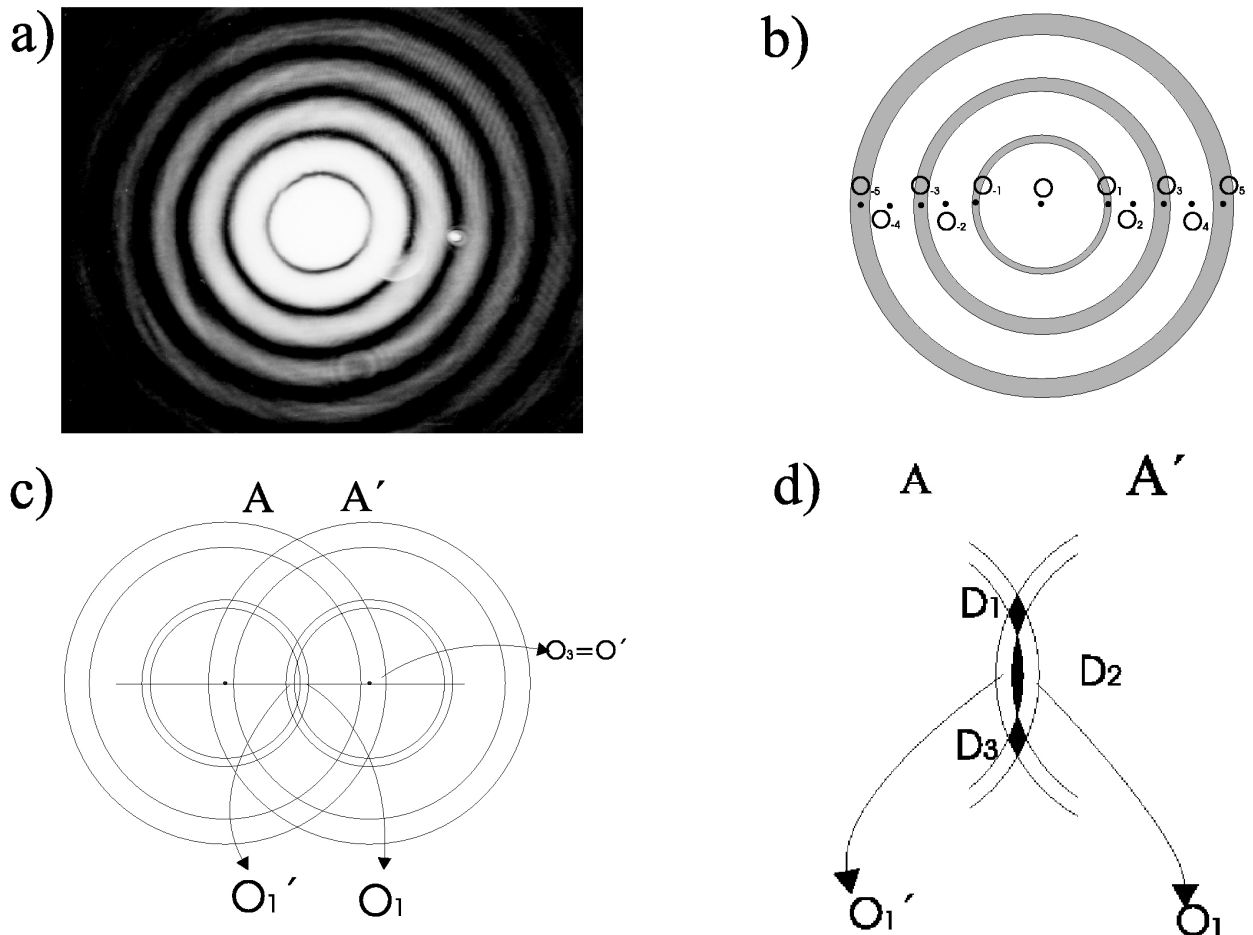 a)
b)
O₋₅ O₋₃ O₋₁ O O₁ O₃ O₅
O₋₄ O₋₂ O₂ O₄
c)
A A´
O₃=O´
O₁´ O₁
d)
A A´
D₁
D₂
D₃
O₁´ O₁